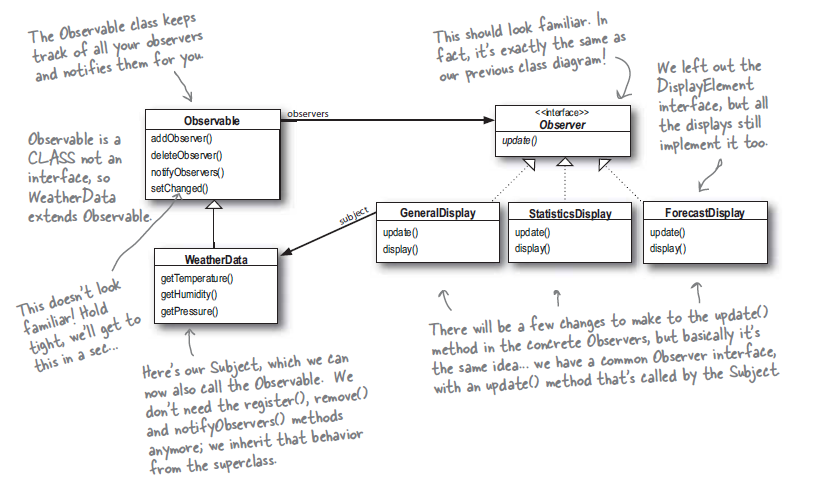 The Observable class keeps
track of all your observers
and notifies them for you.
This should look familiar. In
fact, it's exactly the same as
our previous class diagram!
We left out the
DisplayElement
interface, but all
the displays still
implement it too.
Observable is a
CLASS not an
interface, so
WeatherData
extends Observable.
Observable
addObserver()
deleteObserver()
notifyObservers()
setChanged()
observers
<<interface>>
Observer
update()
subject
GeneralDisplay
update()
display()
StatisticsDisplay
update()
display()
ForecastDisplay
update()
display()
WeatherData
getTemperature()
getHumidity()
getPressure()
This doesn't look
familiar! Hold
tight, we'll get to
this in a sec...
Here's our Subject, which we can
now also call the Observable. We
don't need the register(), remove()
and notifyObservers() methods
anymore; we inherit that behavior
from the superclass.
There will be a few changes to make to the update()
method in the concrete Observers, but basically it's
the same idea... we have a common Observer interface,
with an update() method that's called by the Subject